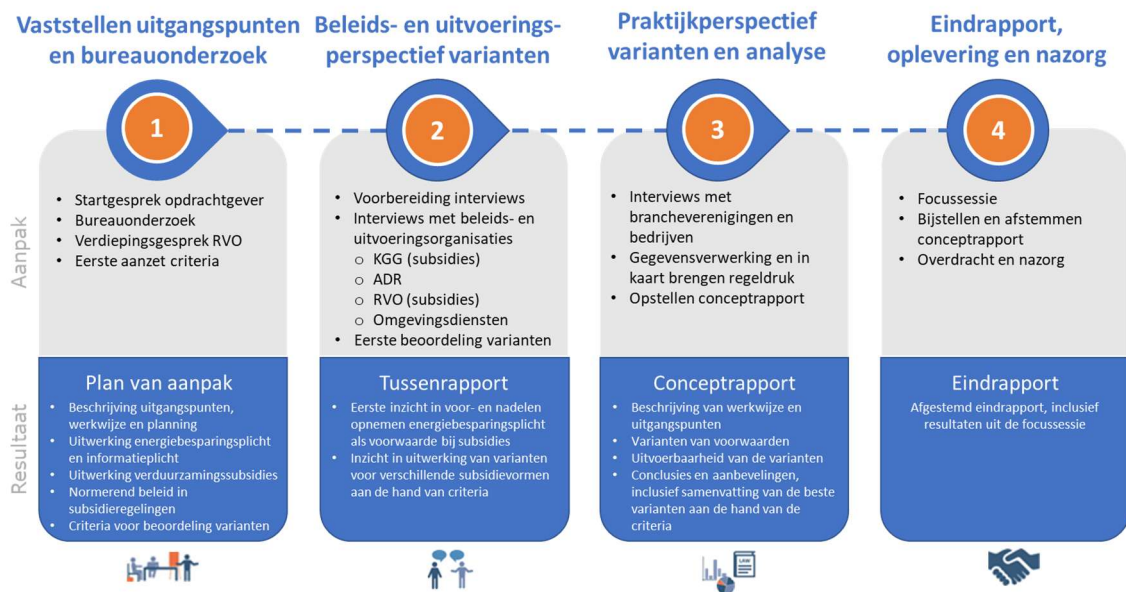 Vaststellen uitgangspunten
en bureauonderzoek
1
Aanpak
• Startgesprek opdrachtgever
• Bureauonderzoek
• Verdiepingsgesprek RVO
• Eerste aanzet criteria
Resultaat
Plan van aanpak
• Beschrijving uitgangspunten,
werkwijze en planning
• Uitwerking energiebesparingsplicht
en informatieplicht
• Uitwerking verduurzamingssubsidies
• Normerend beleid in
subsidieregelingen
• Criteria voor beoordeling varianten
Beleids- en uitvoerings-
perspectief varianten
2
• Voorbereiding interviews
• Interviews met beleids- en
uitvoeringsorganisaties
o KGG (subsidies)
o ADR
o RVO (subsidies)
o Omgevingsdiensten
• Eerste beoordeling varianten
Tussenrapport
• Eerste inzicht in voor- en nadelen
opnemen energiebesparingsplicht
als voorwaarde bij subsidies
• Inzicht in uitwerking van varianten
voor verschillende subsidievormen
aan de hand van criteria
Praktijkperspectief
varianten en analyse
3
• Interviews met
brancheverenigingen en
bedrijven
• Gegevensverwerking en in
kaart brengen regeldruk
• Opstellen conceptrapport
Conceptrapport
• Beschrijving van werkwijze en
uitgangspunten
• Varianten van voorwaarden
• Uitvoerbaarheid van de varianten
• Conclusies en aanbevelingen,
inclusief samenvatting van de beste
varianten aan de hand van de
criteria
LAW
Eindrapport,
oplevering en nazorg
4
• Focussessie
• Bijstellen en afstemmen
conceptrapport
• Overdracht en nazorg
Eindrapport
Afgestemd eindrapport, inclusief
resultaten uit de focussessie